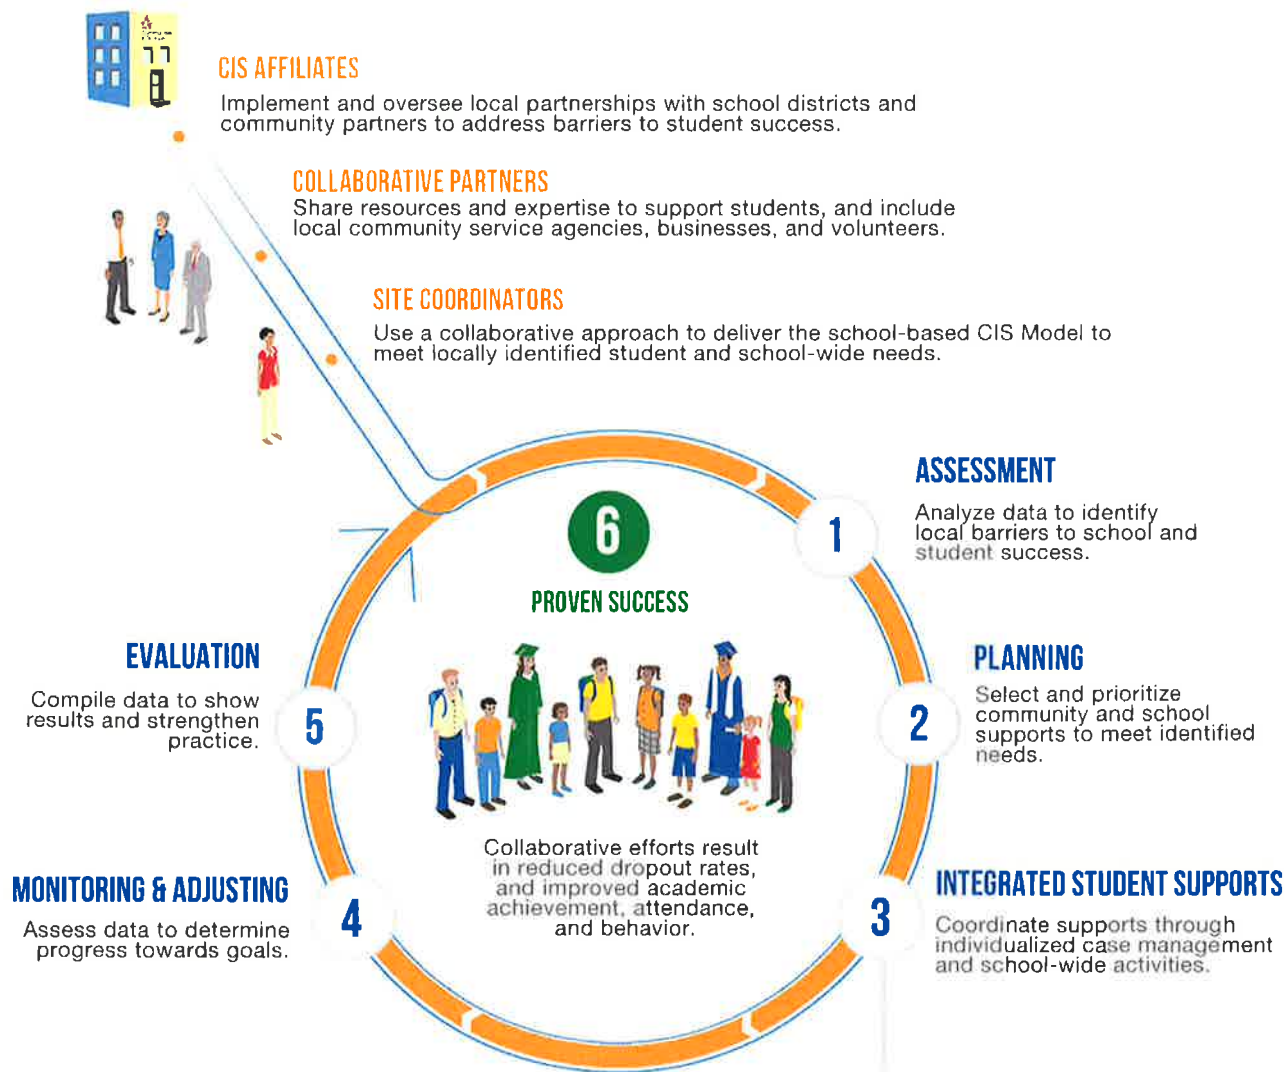 CIS AFFILIATES
Implement and oversee local partnerships with school districts and
community partners to address barriers to student success.
COLLABORATIVE PARTNERS
Share resources and expertise to support students, and include
local community service agencies, businesses, and volunteers.
SITE COORDINATORS
Use a collaborative approach to deliver the school-based CIS Model to
meet locally identified student and school-wide needs.
6
PROVEN SUCCESS
Collaborative efforts result
in reduced dropout rates,
and improved academic
achievement, attendance,
and behavior.
1
ASSESSMENT
Analyze data to identify
local barriers to school and
student success.
2
PLANNING
Select and prioritize
community and school
supports to meet identified
needs.
3
INTEGRATED STUDENT SUPPORTS
Coordinate supports through
individualized case management
and school-wide activities.
4
MONITORING & ADJUSTING
Assess data to determine
progress towards goals.
5
EVALUATION
Compile data to show
results and strengthen
practice.